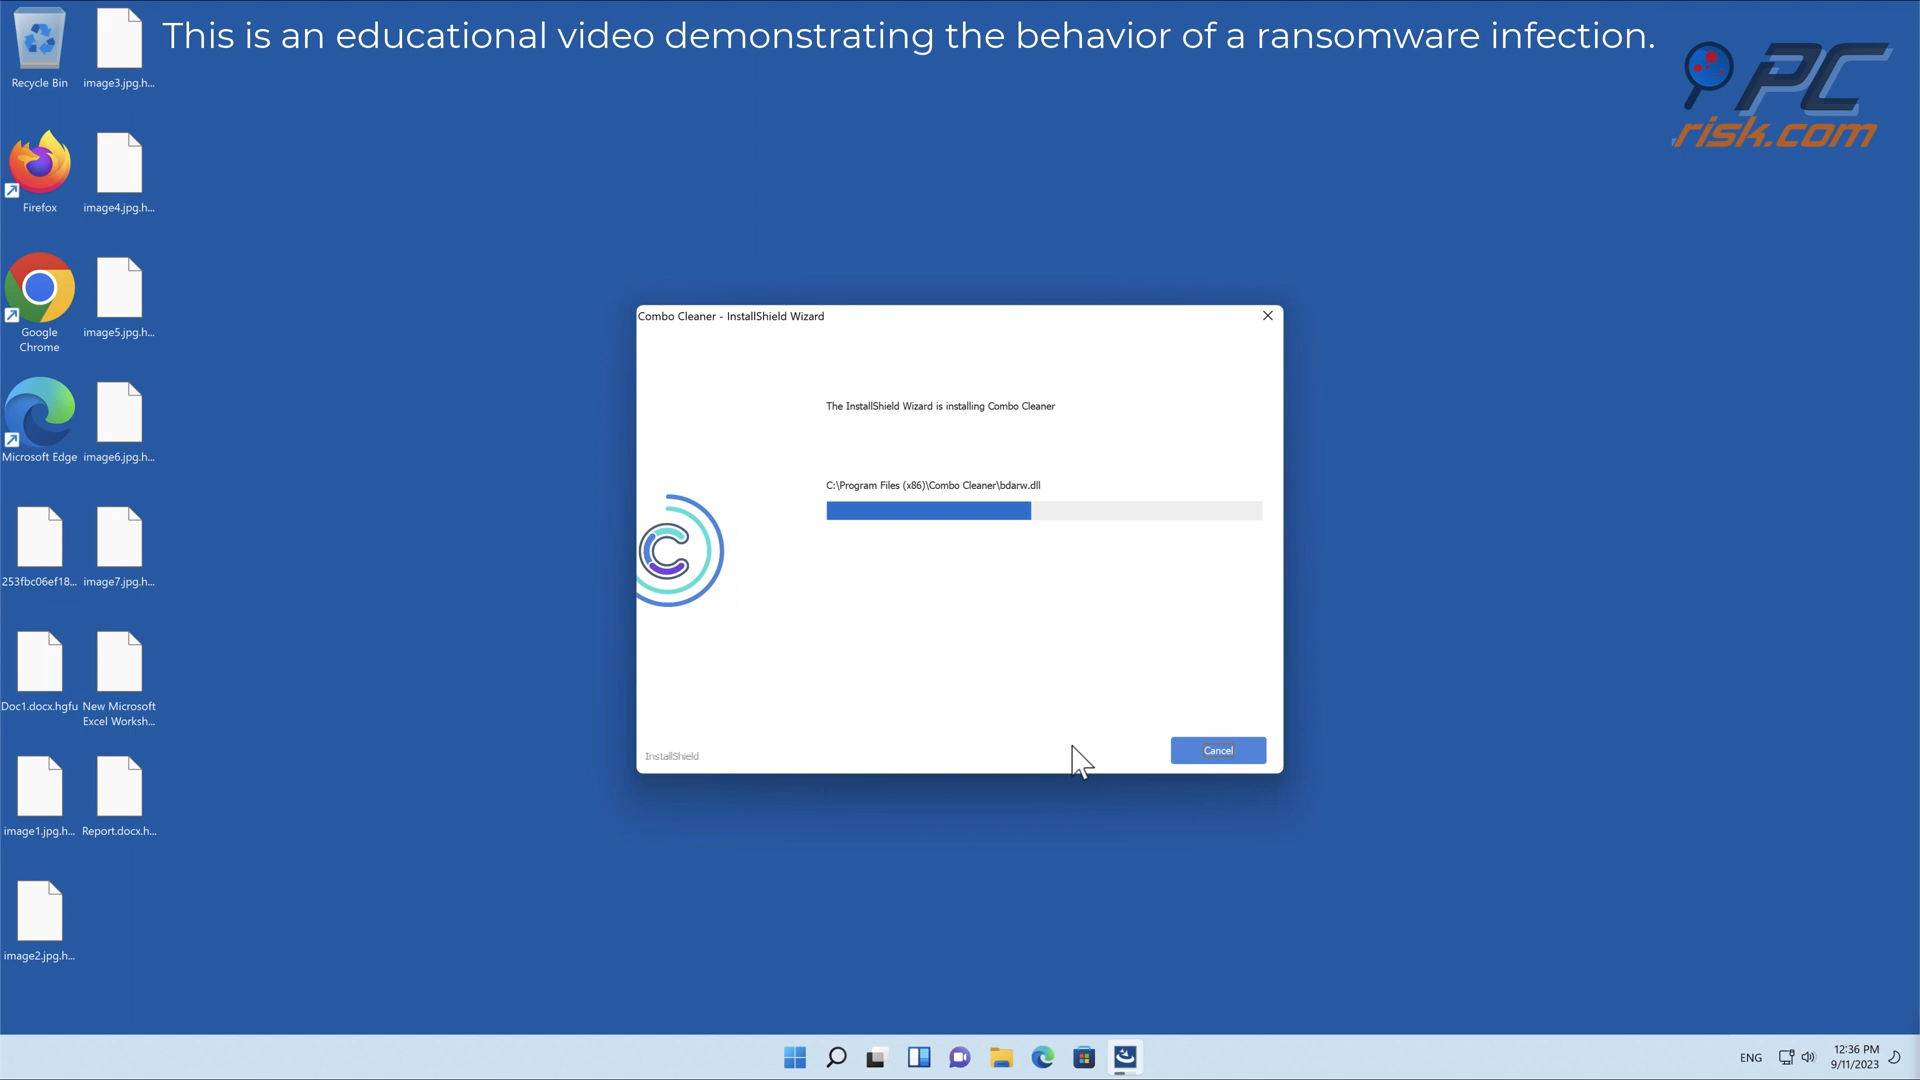 This is an educational video demonstrating the behavior of a ransomware infection.
PC
risk.com
Recycle Bin
image3.jpg.h...
Firefox
image4.jpg.h...
Google
Chrome
image5.jpg.h...
Microsoft Edge
image6.jpg.h...
253fbc06ef18...
image7.jpg.h...
Doc1.docx.hgfu
New Microsoft
Excel Worksh...
image1.jpg.h...
Report.docx.h...
image2.jpg.h...
Combo Cleaner - InstallShield Wizard
The InstallShield Wizard is installing Combo Cleaner
C:\Program Files (x86)\Combo Cleaner\bdarw.dll
InstallShield
Cancel
ENG
12:36 PM
9/11/2023